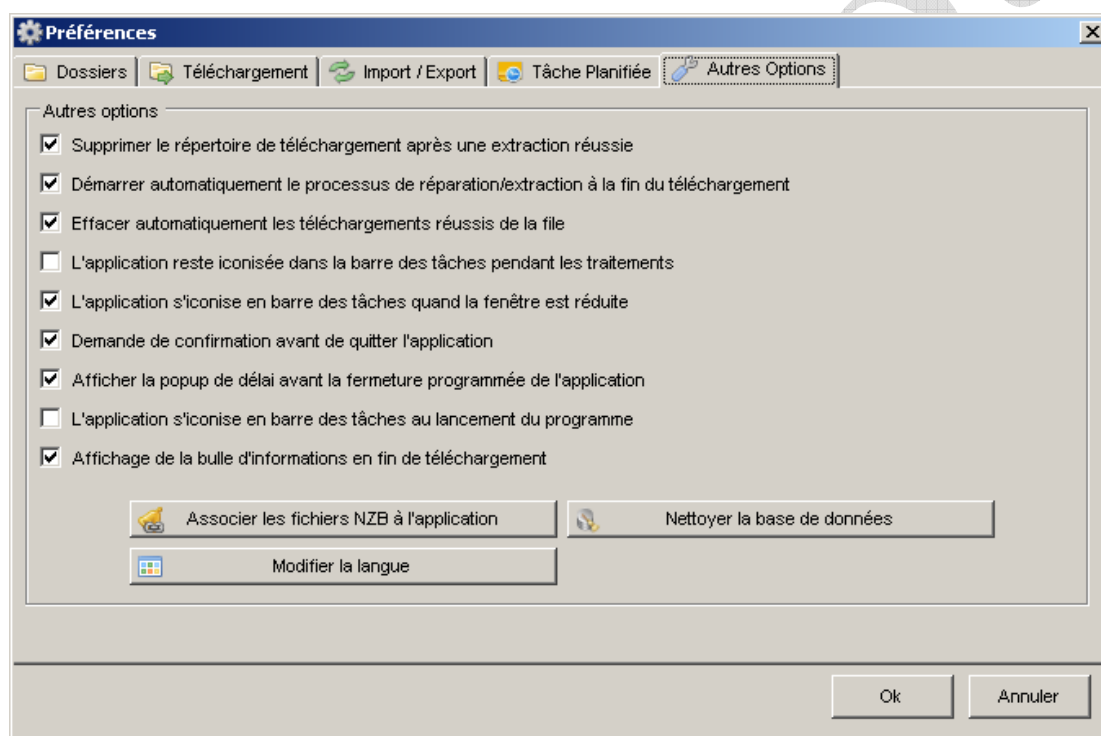 Préférences
Dossiers Téléchargement Import / Export Tâche Planifiée Autres Options
Autres options
Supprimer le répertoire de téléchargement après une extraction réussie
Démarrer automatiquement le processus de réparation/extraction à la fin du téléchargement
Effacer automatiquement les téléchargements réussis de la file
L'application reste iconisée dans la barre des tâches pendant les traitements
L'application s'iconise en barre des tâches quand la fenêtre est réduite
Demande de confirmation avant de quitter l'application
Afficher la popup de délai avant la fermeture programmée de l'application
L'application s'iconise en barre des tâches au lancement du programme
Affichage de la bulle d'informations en fin de téléchargement
Associer les fichiers NZB à l'application Nettoyer la base de données
Modifier la langue
Ok Annuler